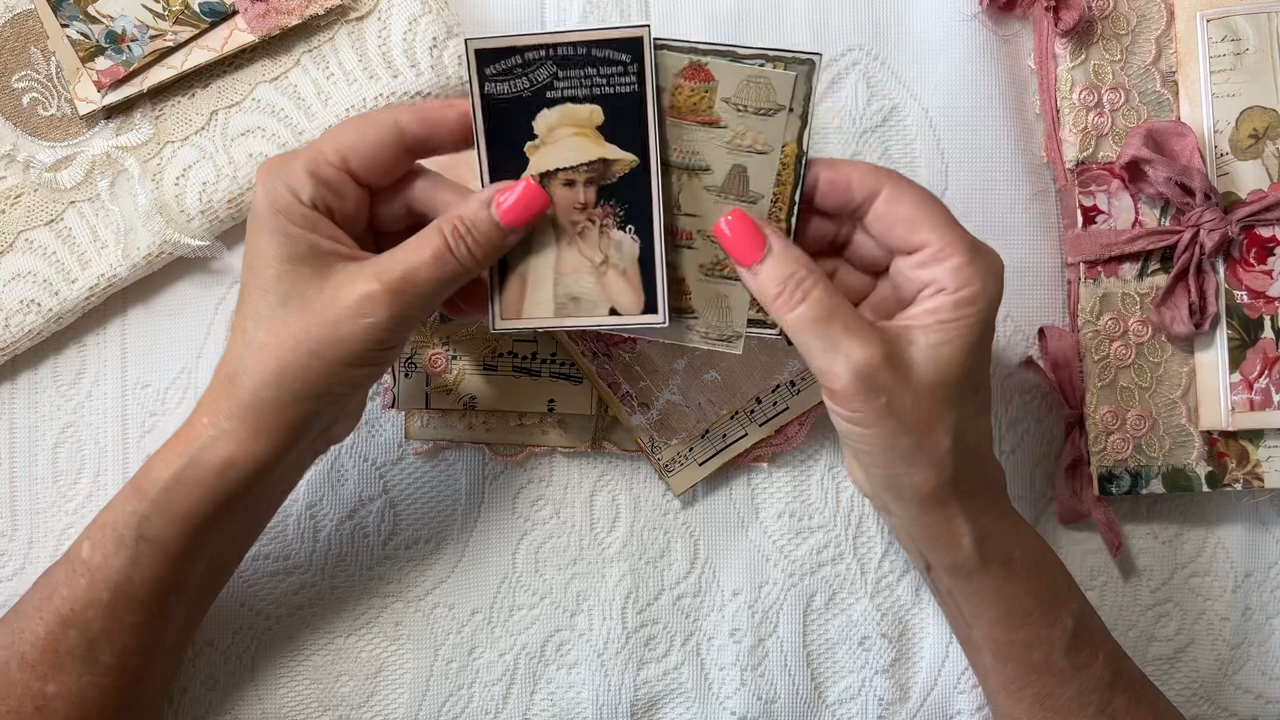 RESCUED FROM A BED OF SUFFERING
PARKERS TONIC
brings the bloom of
health to the cheek
and delight to the heart.